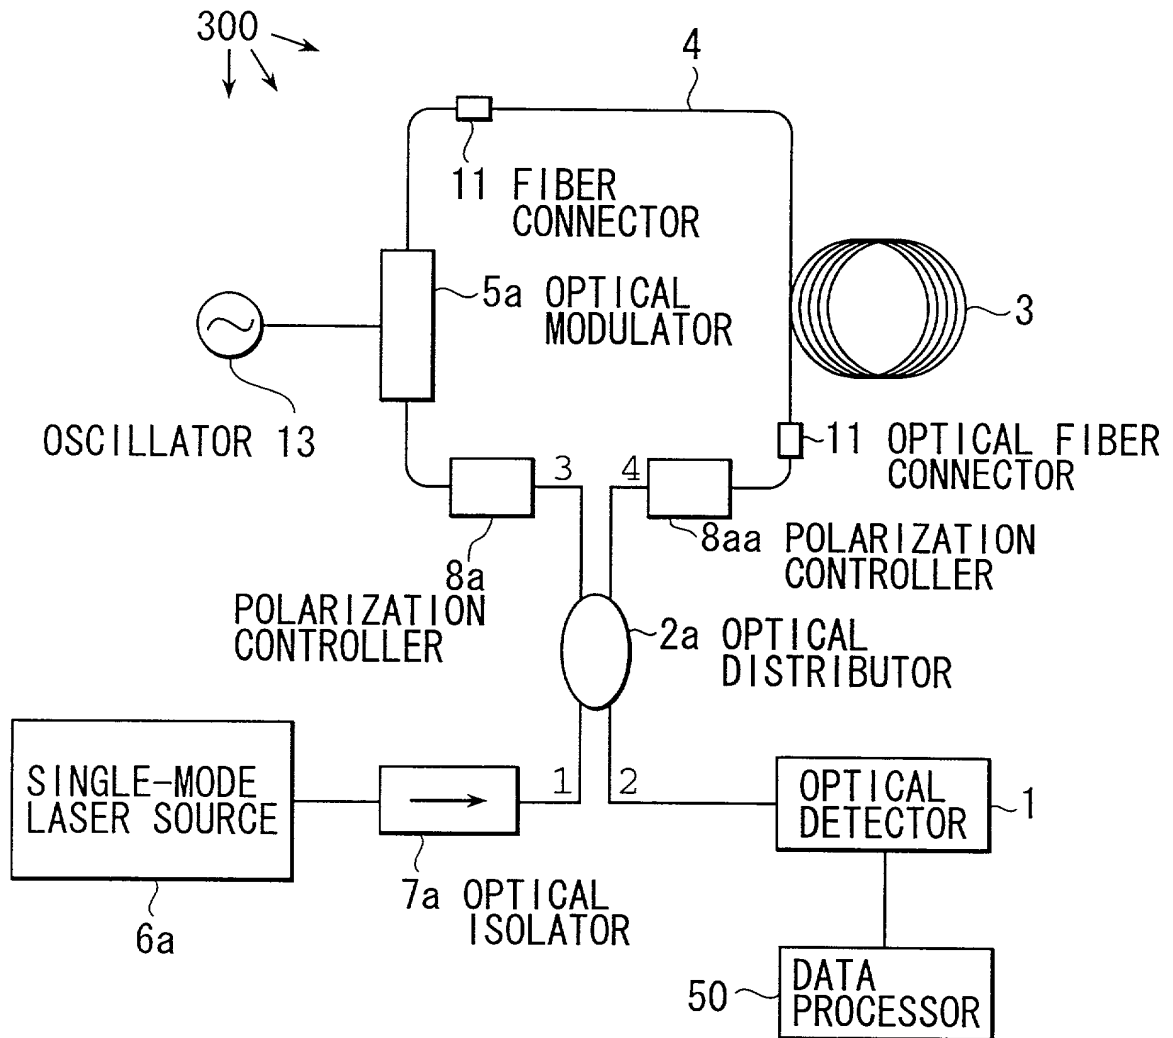 300
4
11 FIBER
CONNECTOR
5a OPTICAL
MODULATOR
3
OSCILLATOR 13
11 OPTICAL FIBER
CONNECTOR
3
4
8a
POLARIZATION
CONTROLLER
8aa POLARIZATION
CONTROLLER
2a OPTICAL
DISTRIBUTOR
SINGLE-MODE
LASER SOURCE
1
2
OPTICAL
DETECTOR
1
7a OPTICAL
ISOLATOR
6a
50
DATA
PROCESSOR